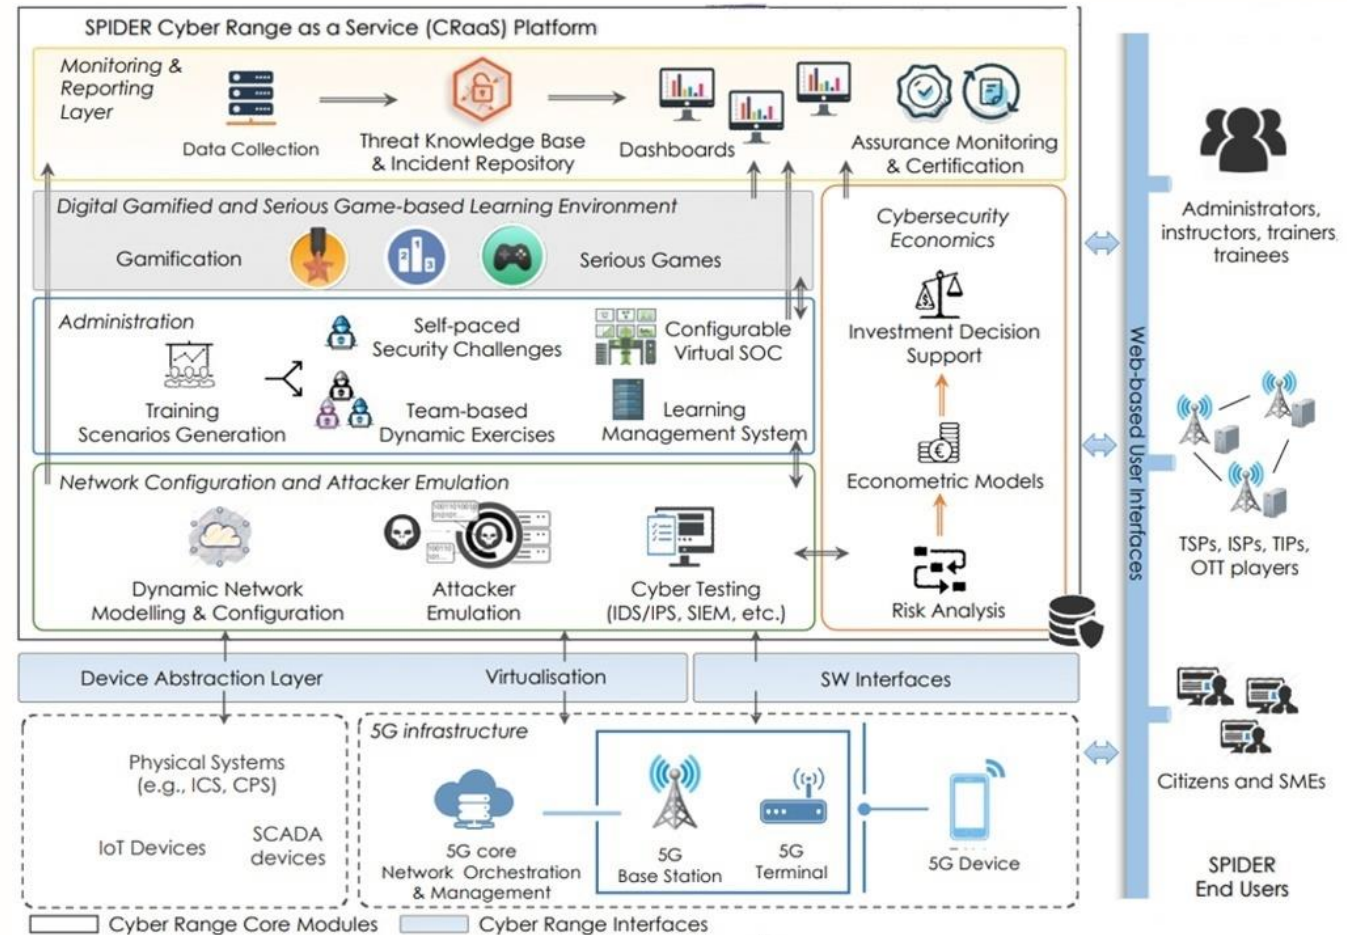 SPIDER Cyber Range as a Service (CRaaS) Platform
Monitoring &
Reporting
Layer
Data Collection
Threat Knowledge Base
& Incident Repository
Dashboards
Assurance Monitoring
& Certification
Digital Gamified and Serious Game-based Learning Environment
Gamification
1
2
3
Serious Games
Cybersecurity
Economics
$
Investment Decision
Support
€
Econometric Models
Risk Analysis
Administration
Training
Scenarios Generation
Self-paced
Security Challenges
Team-based
Dynamic Exercises
Configurable
Virtual SOC
Learning
Management System
Network Configuration and Attacker Emulation
Dynamic Network
Modelling & Configuration
Attacker
Emulation
Cyber Testing
(IDS/IPS, SIEM, etc.)
Device Abstraction Layer
Virtualisation
SW Interfaces
Physical Systems
(e.g., ICS, CPS)
IoT Devices
SCADA
devices
5G infrastructure
5G core
Network Orchestration
& Management
5G
Base Station
5G
Terminal
5G Device
Web-based User Interfaces
Administrators,
instructors, trainers
trainees
TSPs, ISPs, TIPs,
OTT players
Citizens and SMEs
SPIDER
End Users
Cyber Range Core Modules
Cyber Range Interfaces